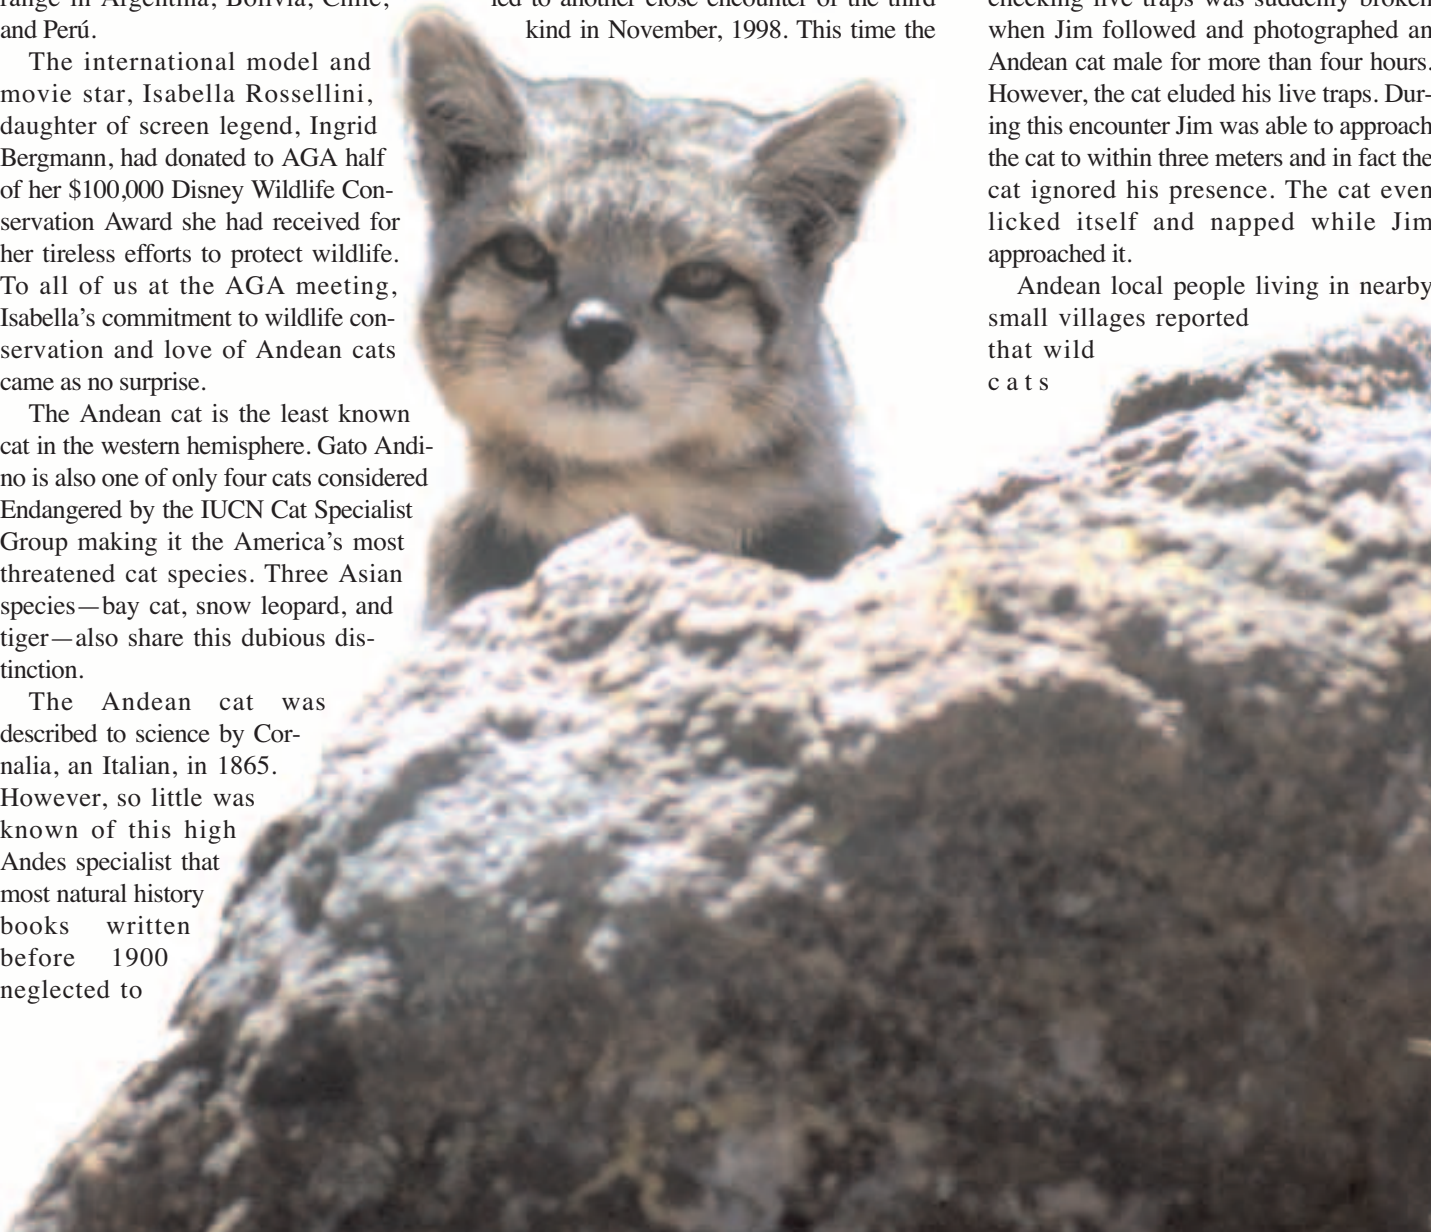 range in Argentina, Bolivia, Chile,
and Perú.
The international model and
movie star, Isabella Rossellini,
daughter of screen legend, Ingrid
Bergmann, had donated to AGA half
of her $100,000 Disney Wildlife Con-
servation Award she had received for
her tireless efforts to protect wildlife.
To all of us at the AGA meeting,
Isabella’s commitment to wildlife con-
servation and love of Andean cats
came as no surprise.
The Andean cat is the least known
cat in the western hemisphere. Gato Andi-
no is also one of only four cats considered
Endangered by the IUCN Cat Specialist
Group making it the America’s most
threatened cat species. Three Asian
species—bay cat, snow leopard, and
tiger—also share this dubious dis-
tinction.
The Andean cat was
described to science by Cor-
nalia, an Italian, in 1865.
However, so little was
known of this high
Andes specialist that
most natural history
books written
before 1900
neglected to
led to another close encounter of the third
kind in November, 1998. This time the
checking live traps was suddenly broken
when Jim followed and photographed an
Andean cat male for more than four hours.
However, the cat eluded his live traps. Dur-
ing this encounter Jim was able to approach
the cat to within three meters and in fact the
cat ignored his presence. The cat even
licked itself and napped while Jim
approached it.
Andean local people living in nearby
small villages reported
that wild
cats